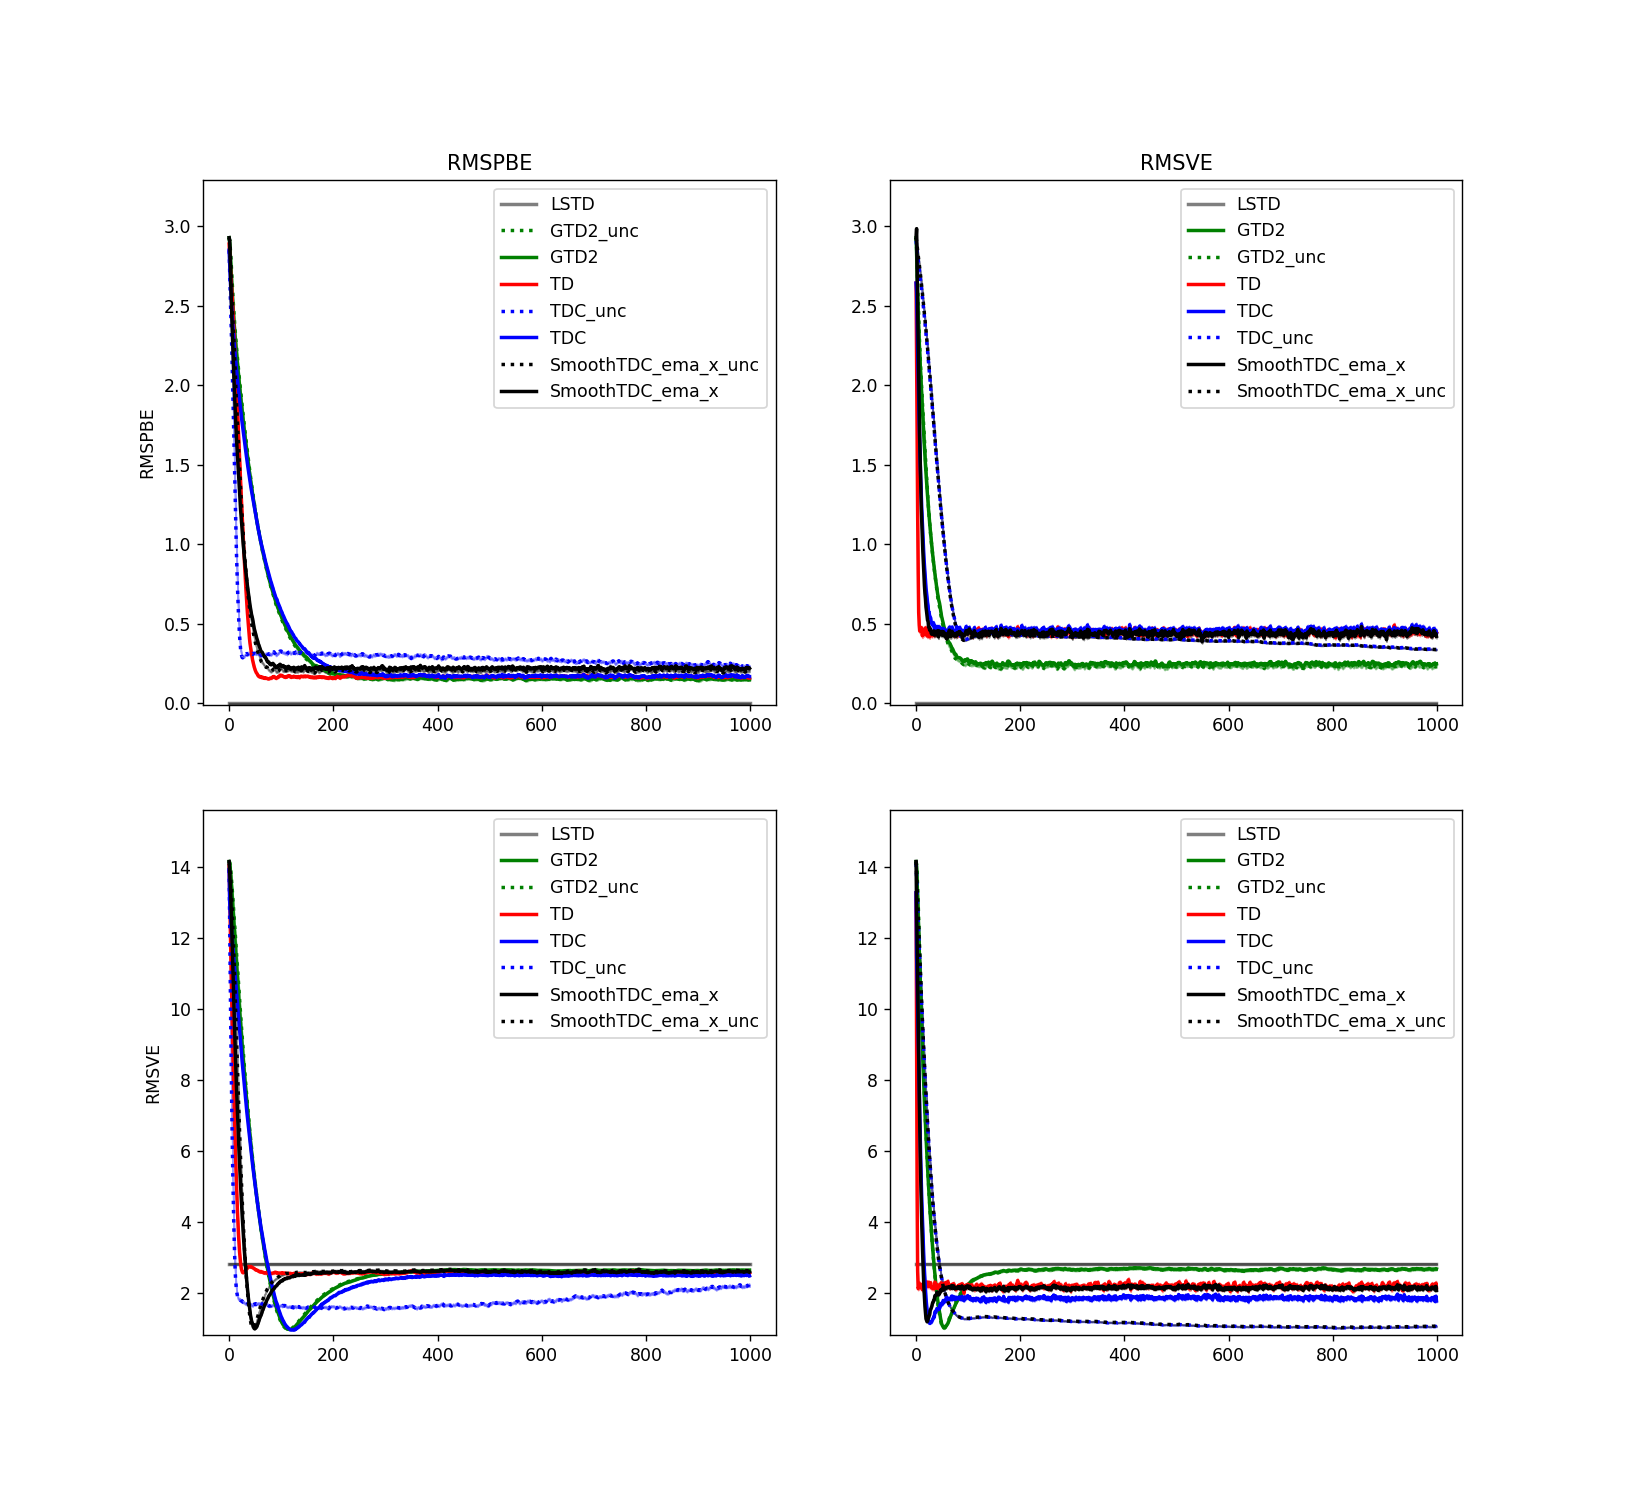 RMSPBE
RMSPBE
3.0
2.5
2.0
1.5
1.0
0.5
0.0
0 200 400 600 800 1000
LSTD
GTD2_unc
GTD2
TD
TDC_unc
TDC
SmoothTDC_ema_x_unc
SmoothTDC_ema_x
RMSVE
3.0
2.5
2.0
1.5
1.0
0.5
0.0
0 200 400 600 800 1000
LSTD
GTD2
GTD2_unc
TD
TDC
TDC_unc
SmoothTDC_ema_x
SmoothTDC_ema_x_unc
RMSVE
14
12
10
8
6
4
2
0 200 400 600 800 1000
LSTD
GTD2
GTD2_unc
TD
TDC
TDC_unc
SmoothTDC_ema_x
SmoothTDC_ema_x_unc
14
12
10
8
6
4
2
0 200 400 600 800 1000
LSTD
GTD2
GTD2_unc
TD
TDC
TDC_unc
SmoothTDC_ema_x
SmoothTDC_ema_x_unc